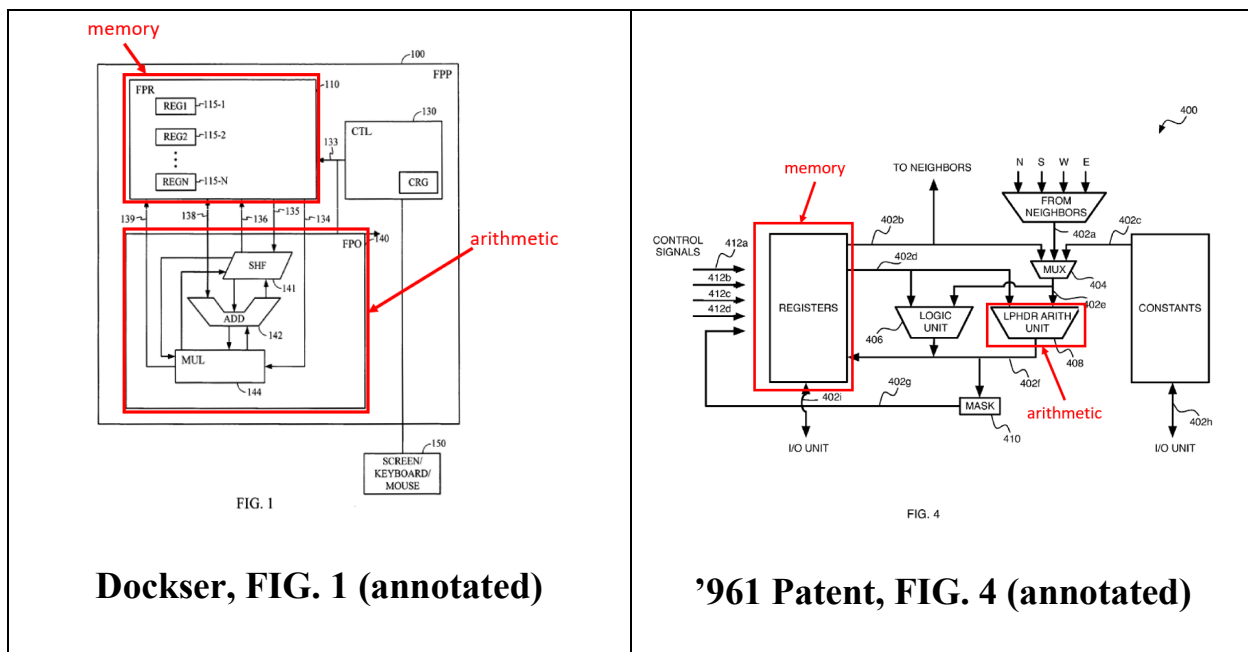 memory
100
FPP
FPR
110
REG1
115-1
REG2
115-2
REGN
115-N
130
CTL
133
CRG
139
138
136
135
134
FPO
140
arithmetic
SHF
141
ADD
142
MUL
144
150
SCREEN/
KEYBOARD/
MOUSE
FIG. 1
Dockser, FIG. 1 (annotated)
400
N S W E
TO NEIGHBORS
FROM
NEIGHBORS
memory
402b
402a
402c
CONTROL
SIGNALS
412a
412b
412c
412d
402d
MUX
404
402e
REGISTERS
LOGIC
UNIT
406
LPHDR ARITH
UNIT
408
CONSTANTS
402f
402g
402i
MASK
410
arithmetic
402h
I/O UNIT
I/O UNIT
FIG. 4
’961 Patent, FIG. 4 (annotated)